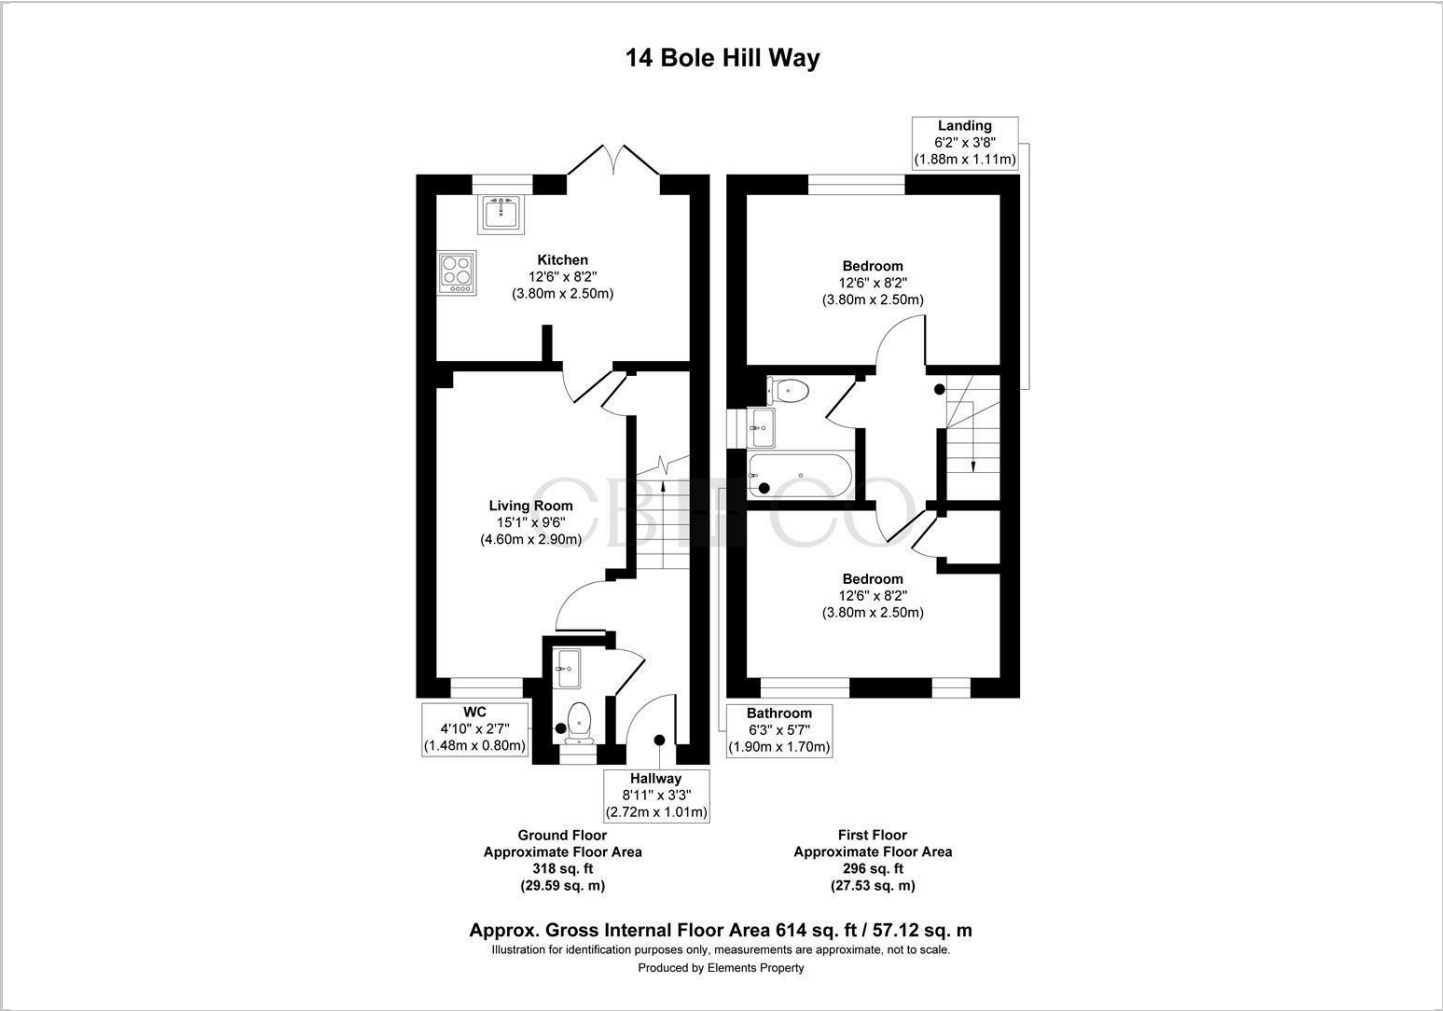 14 Bole Hill Way
Landing
6'2" x 3'8"
(1.88m x 1.11m)
Kitchen
12'6" x 8'2"
(3.80m x 2.50m)
Bedroom
12'6" x 8'2"
(3.80m x 2.50m)
Living Room
15'1" x 9'6"
(4.60m x 2.90m)
CBH CO
Bedroom
12'6" x 8'2"
(3.80m x 2.50m)
WC
4'10" x 2'7"
(1.48m x 0.80m)
Bathroom
6'3" x 5'7"
(1.90m x 1.70m)
Hallway
8'11" x 3'3"
(2.72m x 1.01m)
Ground Floor
Approximate Floor Area
318 sq. ft
(29.59 sq. m)
First Floor
Approximate Floor Area
296 sq. ft
(27.53 sq. m)
Approx. Gross Internal Floor Area 614 sq. ft / 57.12 sq. m
Illustration for identification purposes only, measurements are approximate, not to scale.
Produced by Elements Property